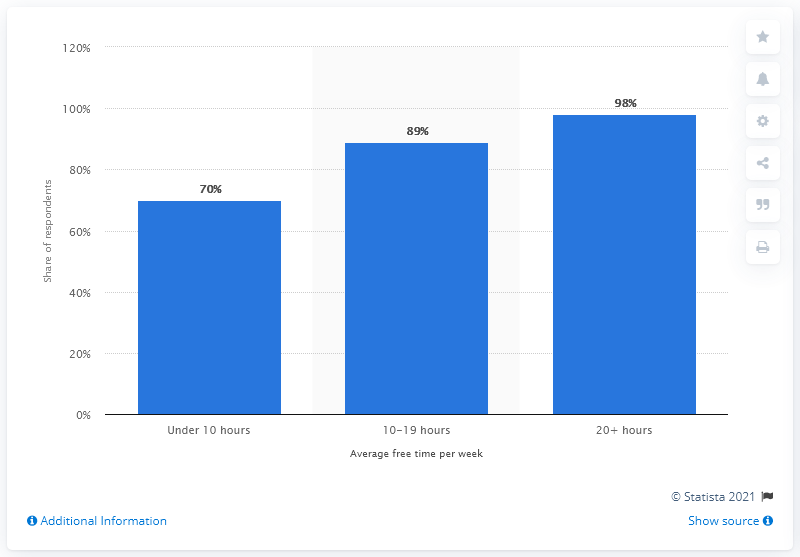 120%
100%
80%
60%
40%
20%
0%
Share of respondents
70%
89%
98%
Under 10 hours
10-19 hours
20+ hours
Average free time per week
© Statista 2021
Additional Information
Show source